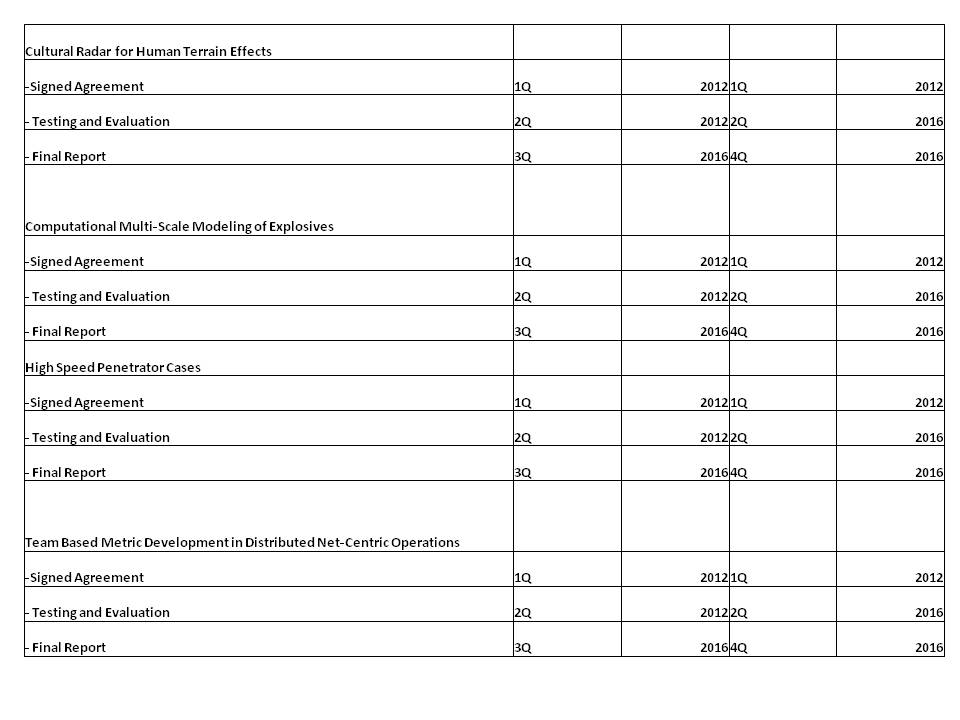 Cultural Radar for Human Terrain Effects
-Signed Agreement 1Q 2012 1Q 2012
- Testing and Evaluation 2Q 2012 2Q 2016
- Final Report 3Q 2016 4Q 2016
Computational Multi-Scale Modeling of Explosives
-Signed Agreement 1Q 2012 1Q 2012
- Testing and Evaluation 2Q 2012 2Q 2016
- Final Report 3Q 2016 4Q 2016
High Speed Penetrator Cases
-Signed Agreement 1Q 2012 1Q 2012
- Testing and Evaluation 2Q 2012 2Q 2016
- Final Report 3Q 2016 4Q 2016
Team Based Metric Development in Distributed Net-Centric Operations
-Signed Agreement 1Q 2012 1Q 2012
- Testing and Evaluation 2Q 2012 2Q 2016
- Final Report 3Q 2016 4Q 2016